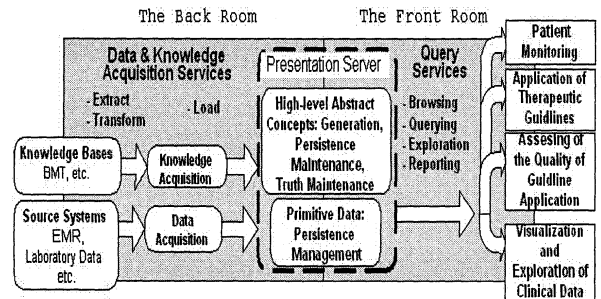 The Back Room
The Front Room
Data & Knowledge
Acquisition Services
- Extract
- Transform
- Load
Knowledge Bases
BMT, etc.
Knowledge
Acquisition
Source Systems
EMR,
Laboratory Data
etc.
Data
Acquisition
Presentation Server
High-level Abstract
Concepts: Generation,
Persistence
Maintenance,
Truth Maintenance
Primitive Data:
Persistence
Management
Query
Services
- Browsing
- Querying
- Exploration
- Reporting
Patient
Monitoring
Application of
Therapeutic
Guidlines
Assesing of
the Quality of
Guidline
Application
Visualization
and
Exploration of
Clinical Data